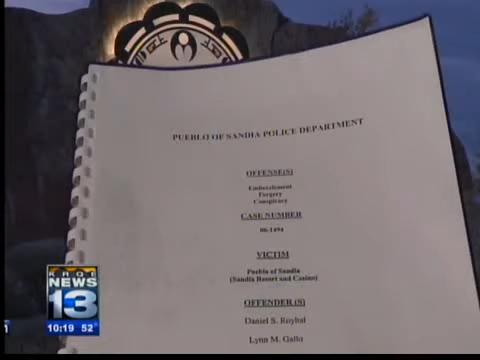 PUEBLO OF SANDIA POLICE DEPARTMENT
OFFENSE(S)
Embezzlement
Forgery
Conspiracy
CASE NUMBER
06-1494
VICTIM
Pueblo of Sandia
(Sandia Resort and Casino)
OFFENDER (S)
Daniel S. Roybal
Lynn M. Gallo
KRQE
NEWS
13
10:19 52°